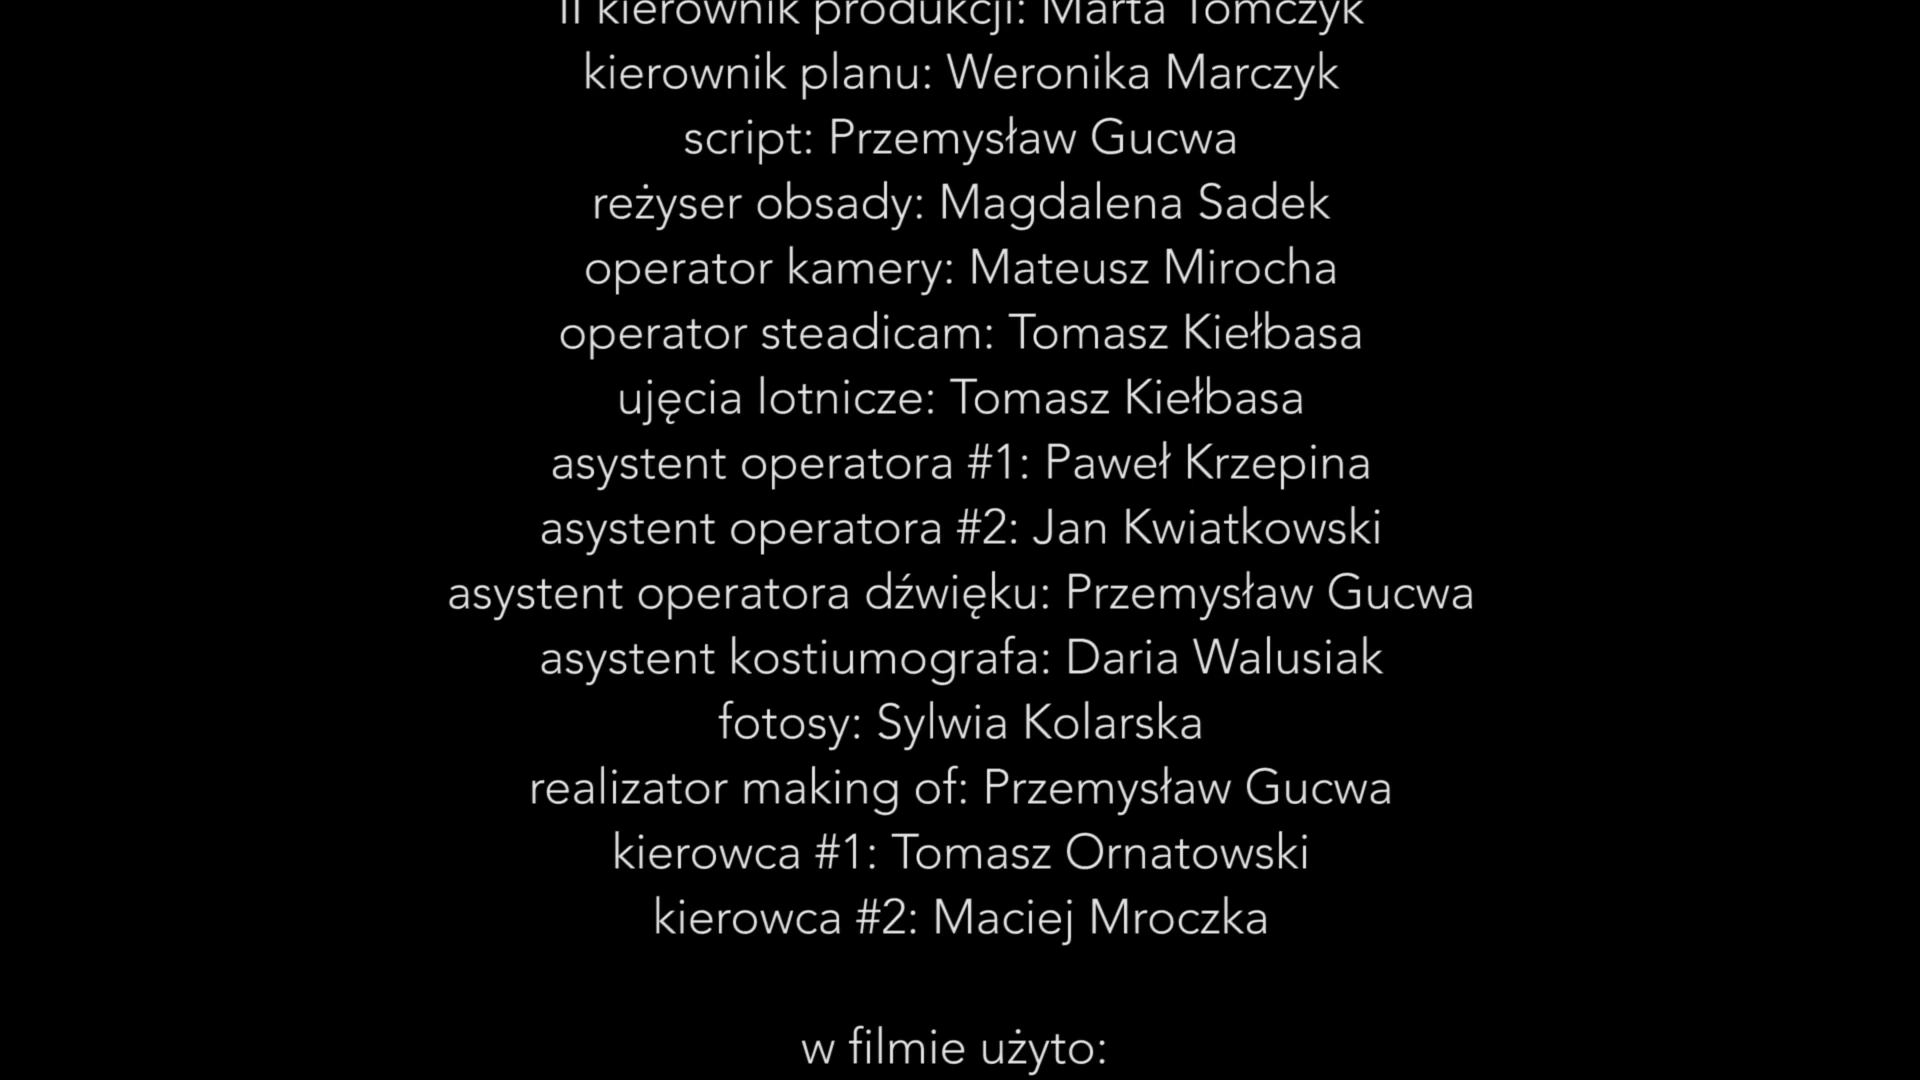 II kierownik produkcji: Marta Tomczyk
kierownik planu: Weronika Marczyk
script: Przemysław Gucwa
reżyser obsady: Magdalena Sadek
operator kamery: Mateusz Mirocha
operator steadicam: Tomasz Kiełbasa
ujęcia lotnicze: Tomasz Kiełbasa
asystent operatora #1: Paweł Krzepina
asystent operatora #2: Jan Kwiatkowski
asystent operatora dźwięku: Przemysław Gucwa
asystent kostiumografa: Daria Walusiak
fotosy: Sylwia Kolarska
realizator making of: Przemysław Gucwa
kierowca #1: Tomasz Ornatowski
kierowca #2: Maciej Mroczka
w filmie użyto: